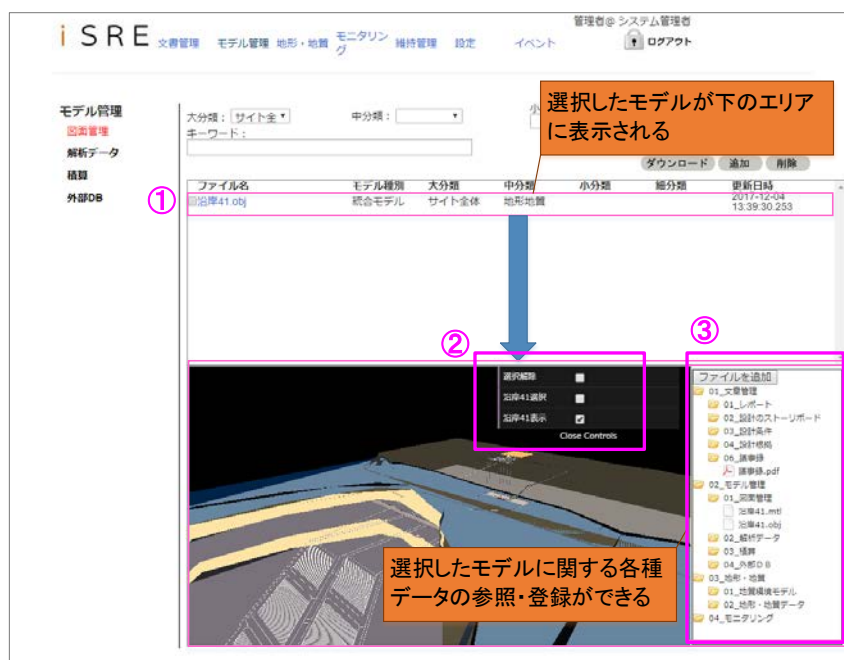 管理者@ システム管理者
iSRE 文書管理 モデル管理 地形・地質 モニタリング 維持管理 設定 イベント ログアウト
モデル管理
図面管理
解析データ
積算
外部DB
大分類： サイト全 中分類： 小
キーワード：
選択したモデルが下のエリア
に表示される
ダウンロード 追加 削除
ファイル名 モデル種別 大分類 中分類 小分類 細分類 更新日時
① 沿岸41.obj 統合モデル サイト全体 地形地質 2017-12-04
13:39:30.253
②
③
選択解除
沿岸41選択
沿岸41表示
Close Controls
選択したモデルに関する各種
データの参照・登録ができる
ファイルを追加
01_文章管理
01_レポート
02_設計のストーリボード
03_設計条件
04_設計根拠
06_議事録
議事録.pdf
02_モデル管理
01_図面管理
沿岸41.mtl
沿岸41.obj
02_解析データ
03_積算
04_外部DB
03_地形・地質
01_地質環境モデル
02_地形・地質データ
04_モニタリング